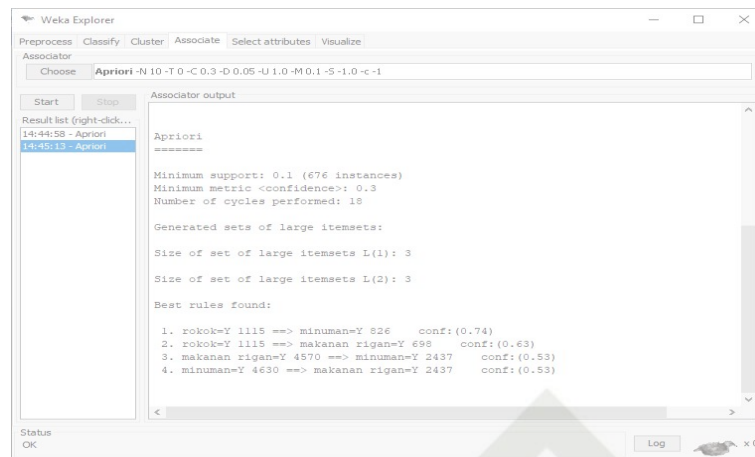 Weka Explorer
Preprocess Classify Cluster Associate Select attributes Visualize
Associator
Choose Apriori -N 10 -T 0 -C 0.3 -D 0.05 -U 1.0 -M 0.1 -S -1.0 -c -1
Start Stop
Result list (right-click...
14:44:58 - Apriori
14:45:13 - Apriori
Associator output
Apriori
=======
Minimum support: 0.1 (676 instances)
Minimum metric <confidence>: 0.3
Number of cycles performed: 18
Generated sets of large itemsets:
Size of set of large itemsets L(1): 3
Size of set of large itemsets L(2): 3
Best rules found:
1. rokok=Y 1115 ==> minuman=Y 826 conf:(0.74)
2. rokok=Y 1115 ==> makanan rigan=Y 698 conf:(0.63)
3. makanan rigan=Y 4570 ==> minuman=Y 2437 conf:(0.53)
4. minuman=Y 4630 ==> makanan rigan=Y 2437 conf:(0.53)
Status
OK
Log
x 0